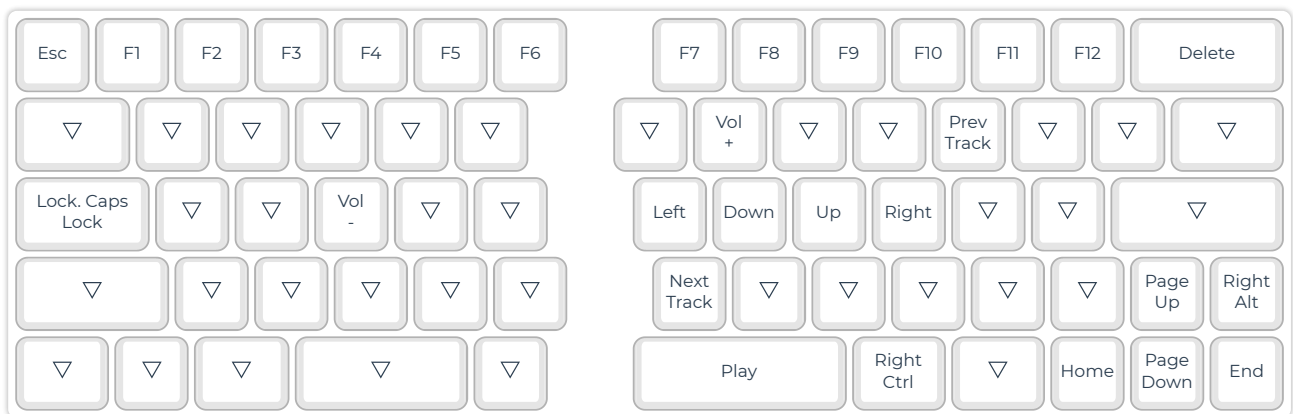 Esc F1 F2 F3 F4 F5 F6 F7 F8 F9 F10 F11 F12 Delete
▽ ▽ ▽ ▽ ▽ ▽ ▽ Vol
+ ▽ ▽ Prev
Track ▽ ▽ ▽
Lock. Caps
Lock ▽ ▽ Vol
- ▽ ▽ Left Down Up Right ▽ ▽ ▽
▽ ▽ ▽ ▽ ▽ ▽ Next
Track ▽ ▽ ▽ ▽ ▽ Page
Up Right
Alt
▽ ▽ ▽ ▽ ▽ Play Right
Ctrl ▽ Home Page
Down End